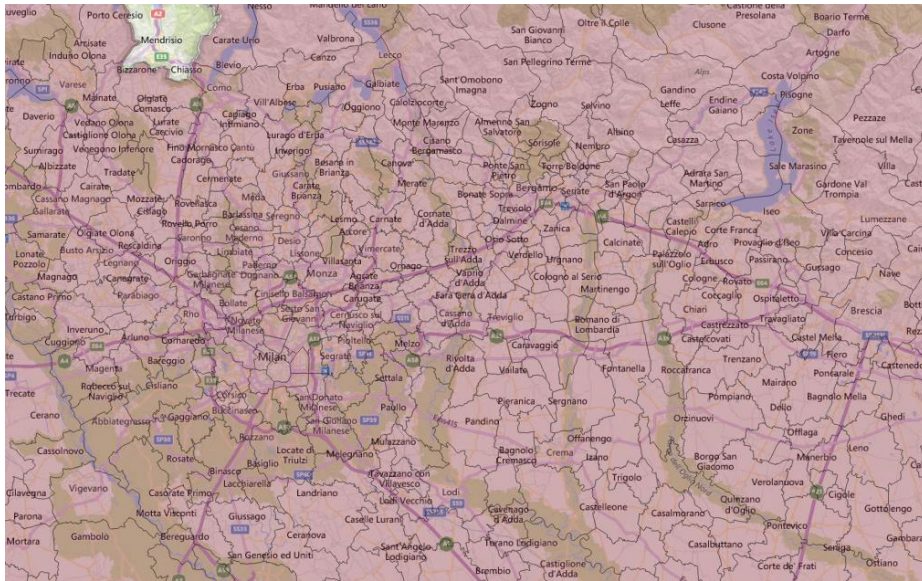 Porto Ceresio
Nesso
SS36
Oltre Il Colle
Clusone
Castione della
Presolana
Boario Terme
Darfo
A2
Mendrisio
Carate Urio
Valbrona
San Giovanni
Bianco
Arcisate
Induno Olona
Canzo
Lecco
San Pellegrino Terme
Alps
Artogne
E35
Bizzarone
Chiasso
Blevio
Costa Volpino
Varese
Malnate
Olgiate
Comasco
Como
Erba
Pusiano
Galbiate
Sant'Omobono
Imagna
Gandino
Leffe
Endine
Gaiano
Pisogne
Daverio
Vedano Olona
Castiglione Olona
Lurate
Caccivio
Capiago
Intimiano
Vill'Albese
Oggiono
Calolziocorte
Zogno
Selvino
Pezzaze
Sumirago
Venegono Inferiore
Fino Mornasco
Cantù
Lurago d'Erba
Inverigo
Monte Marenzo
Cisano
Bergamasco
Almenno San
Salvatore
Sorisole
Nembro
Albino
Casazza
Zone
Tavernole sul Mella
Albizzate
Tradate
Cadorago
Giussano
Besana in
Brianza
Canova
Ponte San
Pietro
Torre Boldone
Adrara San
Martino
Sale Marasino
Villa
Cairate
Cermenate
Carate
Brianza
Merate
Bonate Sopra
Bergamo
Seriate
San Paolo
d'Argon
Gardone Val
Trompia
Cassano Magnago
Gallarate
Mozzate
Cislago
Rovellasca
Meda
Barlassina
Seregno
Lesmo
Arcore
Carnate
Cornate
d'Adda
Treviolo
Dalmine
Sarnico
Iseo
Lumezzane
Samarate
Olgiate Olona
Rovello Porro
Saronno
Cesano
Maderno
Desio
Osio Sotto
Zanica
Castelli
Calepio
Corte Franca
Villa Carcina
Lonate
Pozzolo
Busto Arsizio
Rescaldina
Limbiate
Lissone
Villasanta
Vimercate
Trezzo
sull'Adda
Verdello
Urgnano
Calcinate
Adro
Provaglio d'Iseo
Concesio
Magnago
Legnano
Canegrate
Origgio
Garbagnate
Milanese
Paderno
Dugnano
Monza
Agrate
Brianza
Ornago
Vaprio
d'Adda
Cologno al Serio
Palazzolo
sull'Oglio
Erbusco
Passirano
Gussago
Nave
Castano Primo
Parabiago
Bollate
Cinisello Balsamo
Carugate
Fara Gera d'Adda
Martinengo
Cologne
Rovato
Coccaglio
Ospitaletto
Turbigo
Inveruno
Rho
Novate
Milanese
Sesto San
Giovanni
Cernusco sul
Naviglio
Cassano
d'Adda
Treviglio
Romano di
Lombardia
Chiari
Travagliato
Brescia
Cuggiono
Arluno
Cornaredo
Pioltello
Melzo
Caravaggio
Castrezzato
Castelcovati
Castel Mella
Magenta
Bareggio
Milan
Segrate
Rivolta
d'Adda
Vailate
Fontanella
Trenzano
Roccafranca
Flero
Trecate
Robecco sul
Naviglio
Cisliano
Settala
Poncarale
Castenedolo
Cerano
Corsico
Buccinasco
San Donato
Milanese
Paullo
Pieranica
Sergnano
Mairano
Pompiano
Bagnolo Mella
Abbiategrasso
Gaggiano
San Giuliano
Milanese
Pandino
Orzinuovi
Dello
Ghedi
Cassolnovo
Rozzano
Melegnano
Mulazzano
Offanengo
Offlaga
Rosate
Basiglio
Locate di
Triulzi
Bagnolo
Cremasco
Crema
Izano
Borgo San
Giacomo
Manerbio
Leno
Binasco
Tavazzano con
Villavesco
Verolanuova
Cilavegna
Vigevano
Casorate Primo
Lacchiarella
Landriano
Lodi
Lodi Vecchio
Trigolo
Quinzano
d'Oglio
Cigole
Parona
Motta Visconti
Giussago
Caselle Lurani
Cavenago
d'Adda
Castelleone
Casalmorano
Gottolengo
Mortara
Gambolò
Bereguardo
Ceranova
Pontevico
San Genesio ed Uniti
Sant'Angelo
Lodigiano
Turano Lodigiano
Casalbuttano
Seniga
Gambara
Brembio
Castiglione
d'Adda
Corte de' Frati
Ostiano